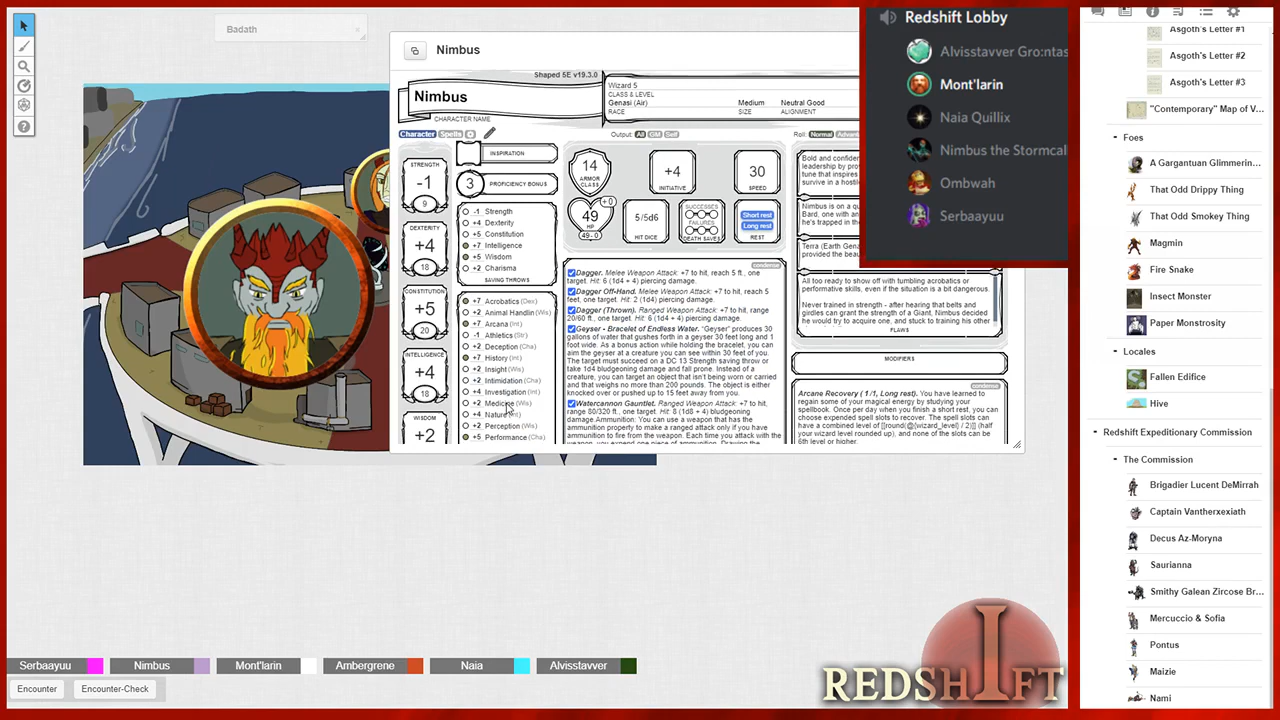 Badath
Nimbus
Shaped 5E v19.3.0
Nimbus
CHARACTER NAME
Wizard 5
CLASS & LEVEL
Genasi (Air)
RACE
Medium
SIZE
Neutral Good
ALIGNMENT
Character
Spells
Output: All GM Self
Roll: Normal Advanta
STRENGTH
-1
9
DEXTERITY
+4
18
CONSTITUTION
+5
20
INTELLIGENCE
+4
18
WISDOM
+2
INSPIRATION
3
PROFICIENCY BONUS
-1 Strength
+4 Dexterity
+5 Constitution
+7 Intelligence
+5 Wisdom
+2 Charisma
SAVING THROWS
+7 Acrobatics (Dex)
+2 Animal Handlin (Wis)
+7 Arcana (Int)
-1 Athletics (Str)
+2 Deception (Cha)
+7 History (Int)
+2 Insight (Wis)
+2 Intimidation (Cha)
+4 Investigation (Int)
+2 Medicine (Wis)
+4 Nature (Int)
+2 Perception (Wis)
+5 Performance (Cha)
14
ARMOR
CLASS
+4
INITIATIVE
30
SPEED
49
HP
+0
49 - 0
5/5d6
HIT DICE
SUCCESSES
FAILURES
DEATH SAVES
Short rest
Long rest
REST
condense
Dagger. Melee Weapon Attack: +7 to hit, reach 5 ft., one
target. Hit: 6 (1d4 + 4) piercing damage.
Dagger Off-Hand. Melee Weapon Attack: +7 to hit, reach 5
feet, one target. Hit: 2 (1d4) piercing damage.
Dagger (Thrown). Ranged Weapon Attack: +7 to hit, range
20/60 ft., one target. Hit: 6 (1d4 + 4) piercing damage.
Geyser - Bracelet of Endless Water. "Geyser" produces 30
gallons of water that gushes forth in a geyser 30 feet long and 1
foot wide. As a bonus action while holding the bracelet, you can
aim the geyser at a creature you can see within 30 feet of you.
The target must succeed on a DC 13 Strength saving throw or
take 1d4 bludgeoning damage and fall prone. Instead of a
creature, you can target an object that isn't being worn or carried
and that weighs no more than 200 pounds. The object is either
knocked over or pushed up to 15 feet away from you.
Watercannon Gauntlet. Ranged Weapon Attack: +7 to hit,
range 80/320 ft., one target. Hit: 8 (1d8 + 4) bludgeoning
damage. Ammunition: You can use a weapon that has the
ammunition property to make a ranged attack only if you have
ammunition to fire from the weapon. Each time you attack with the
weapon, you expend one piece of ammunition. Drawing the
Bold and confiden
leadership by prov
tune that inspires
survive in a hostile
Nimbus is on a qu
Bard, one with an
he's trapped in the
Terra (Earth Gena
provided the beau
All too ready to show off with tumbling acrobatics or
performative skills, even if the situation is a bit dangerous.
Never trained in strength - after hearing that belts and
girdles can grant the strength of a Giant, Nimbus decided
he would try to acquire one, and stuck to training his other
FLAWS
MODIFIERS
condense
Arcane Recovery ( 1 /1, Long rest). You have learned to
regain some of your magical energy by studying your
spellbook. Once per day when you finish a short rest, you can
choose expended spell slots to recover. The spell slots can
have a combined level of [[round(@{wizard_level} / 2)]] (half
your wizard level rounded up), and none of the slots can be
6th level or higher.
Redshift Lobby
Alvisstavver Gro:ntas
Mont'larin
Naia Quillix
Nimbus the Stormcall
Ombwah
Serbaayuu
Asgoth's Letter #1
Asgoth's Letter #2
Asgoth's Letter #3
"Contemporary" Map of V...
Foes
A Gargantuan Glimmerin...
That Odd Drippy Thing
That Odd Smokey Thing
Magmin
Fire Snake
Insect Monster
Paper Monstrosity
Locales
Fallen Edifice
Hive
Redshift Expeditionary Commission
The Commission
Brigadier Lucent DeMirrah
Captain Vantherxexiath
Decus Az-Moryna
Saurianna
Smithy Galean Zircose Br...
Mercuccio & Sofia
Pontus
Maizie
Nami
Serbaayuu
Nimbus
Mont'larin
Ambergrene
Naia
Alvisstavver
Encounter
Encounter-Check
REDSHIFT
I